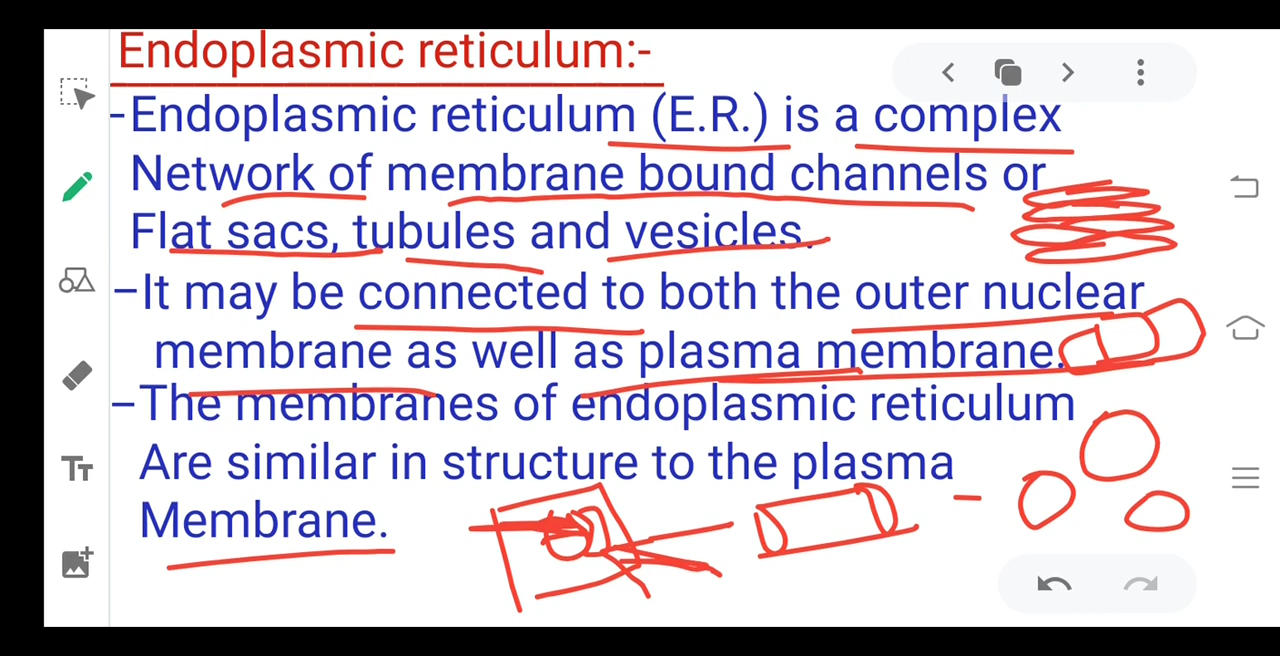 Endoplasmic reticulum:-
-Endoplasmic reticulum (E.R.) is a complex
Network of membrane bound channels or
Flat sacs, tubules and vesicles.
–It may be connected to both the outer nuclear
membrane as well as plasma membrane.
–The membranes of endoplasmic reticulum
Are similar in structure to the plasma
Membrane.
Tт